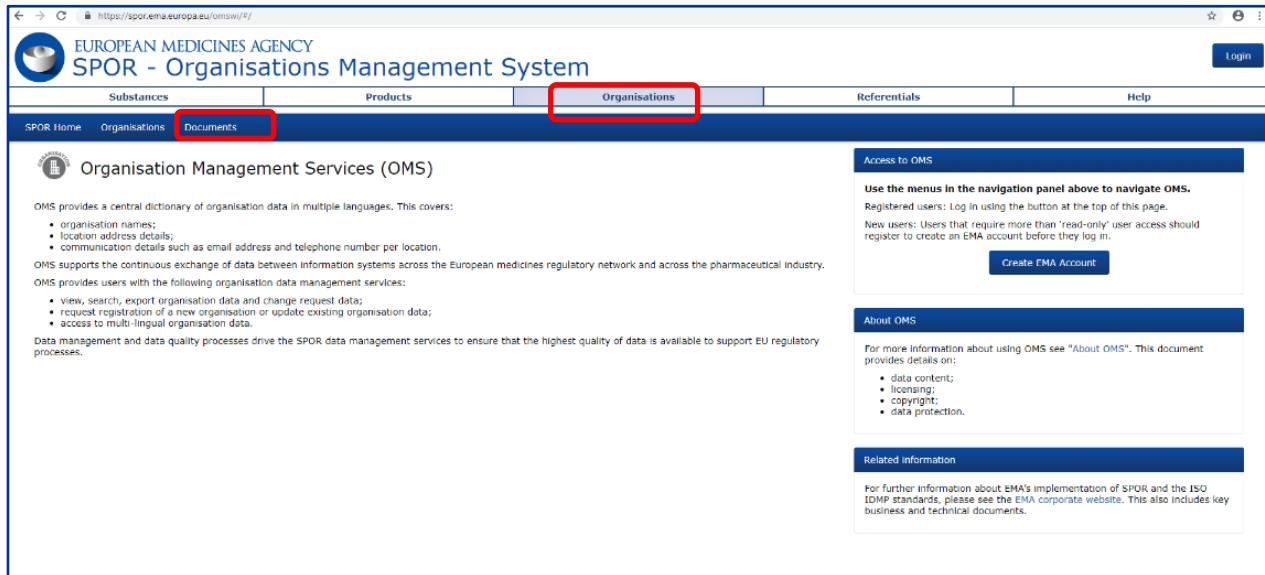 https://spor.ema.europa.eu/omswi/#/
EUROPEAN MEDICINES AGENCY
SPOR - Organisations Management System
Login
Substances Products Organisations Referentials Help
SPOR Home Organisations Documents
Organisation Management Services (OMS)
OMS provides a central dictionary of organisation data in multiple languages. This covers:
• organisation names;
• location address details;
• communication details such as email address and telephone number per location.
OMS supports the continuous exchange of data between information systems across the European medicines regulatory network and across the pharmaceutical industry.
OMS provides users with the following organisation data management services:
• view, search, export organisation data and change request data;
• request registration of a new organisation or update existing organisation data;
• access to multi-lingual organisation data.
Data management and data quality processes drive the SPOR data management services to ensure that the highest quality of data is available to support EU regulatory
processes.
Access to OMS
Use the menus in the navigation panel above to navigate OMS.
Registered users: Log in using the button at the top of this page.
New users: Users that require more than 'read-only' user access should
register to create an EMA account before they log in.
Create EMA Account
About OMS
For more information about using OMS see "About OMS". This document
provides details on:
• data content;
• licensing;
• copyright;
• data protection.
Related information
For further information about EMA's implementation of SPOR and the ISO
IDMP standards, please see the EMA corporate website. This also includes key
business and technical documents.